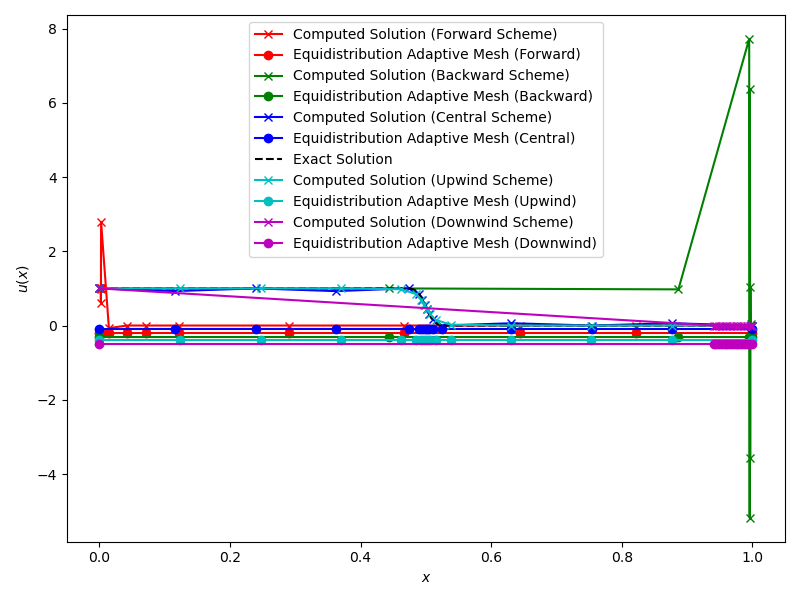 8
6
4
2
0
−2
−4
u(x)
Computed Solution (Forward Scheme)
Equidistribution Adaptive Mesh (Forward)
Computed Solution (Backward Scheme)
Equidistribution Adaptive Mesh (Backward)
Computed Solution (Central Scheme)
Equidistribution Adaptive Mesh (Central)
Exact Solution
Computed Solution (Upwind Scheme)
Equidistribution Adaptive Mesh (Upwind)
Computed Solution (Downwind Scheme)
Equidistribution Adaptive Mesh (Downwind)
0.0 0.2 0.4 0.6 0.8 1.0
x